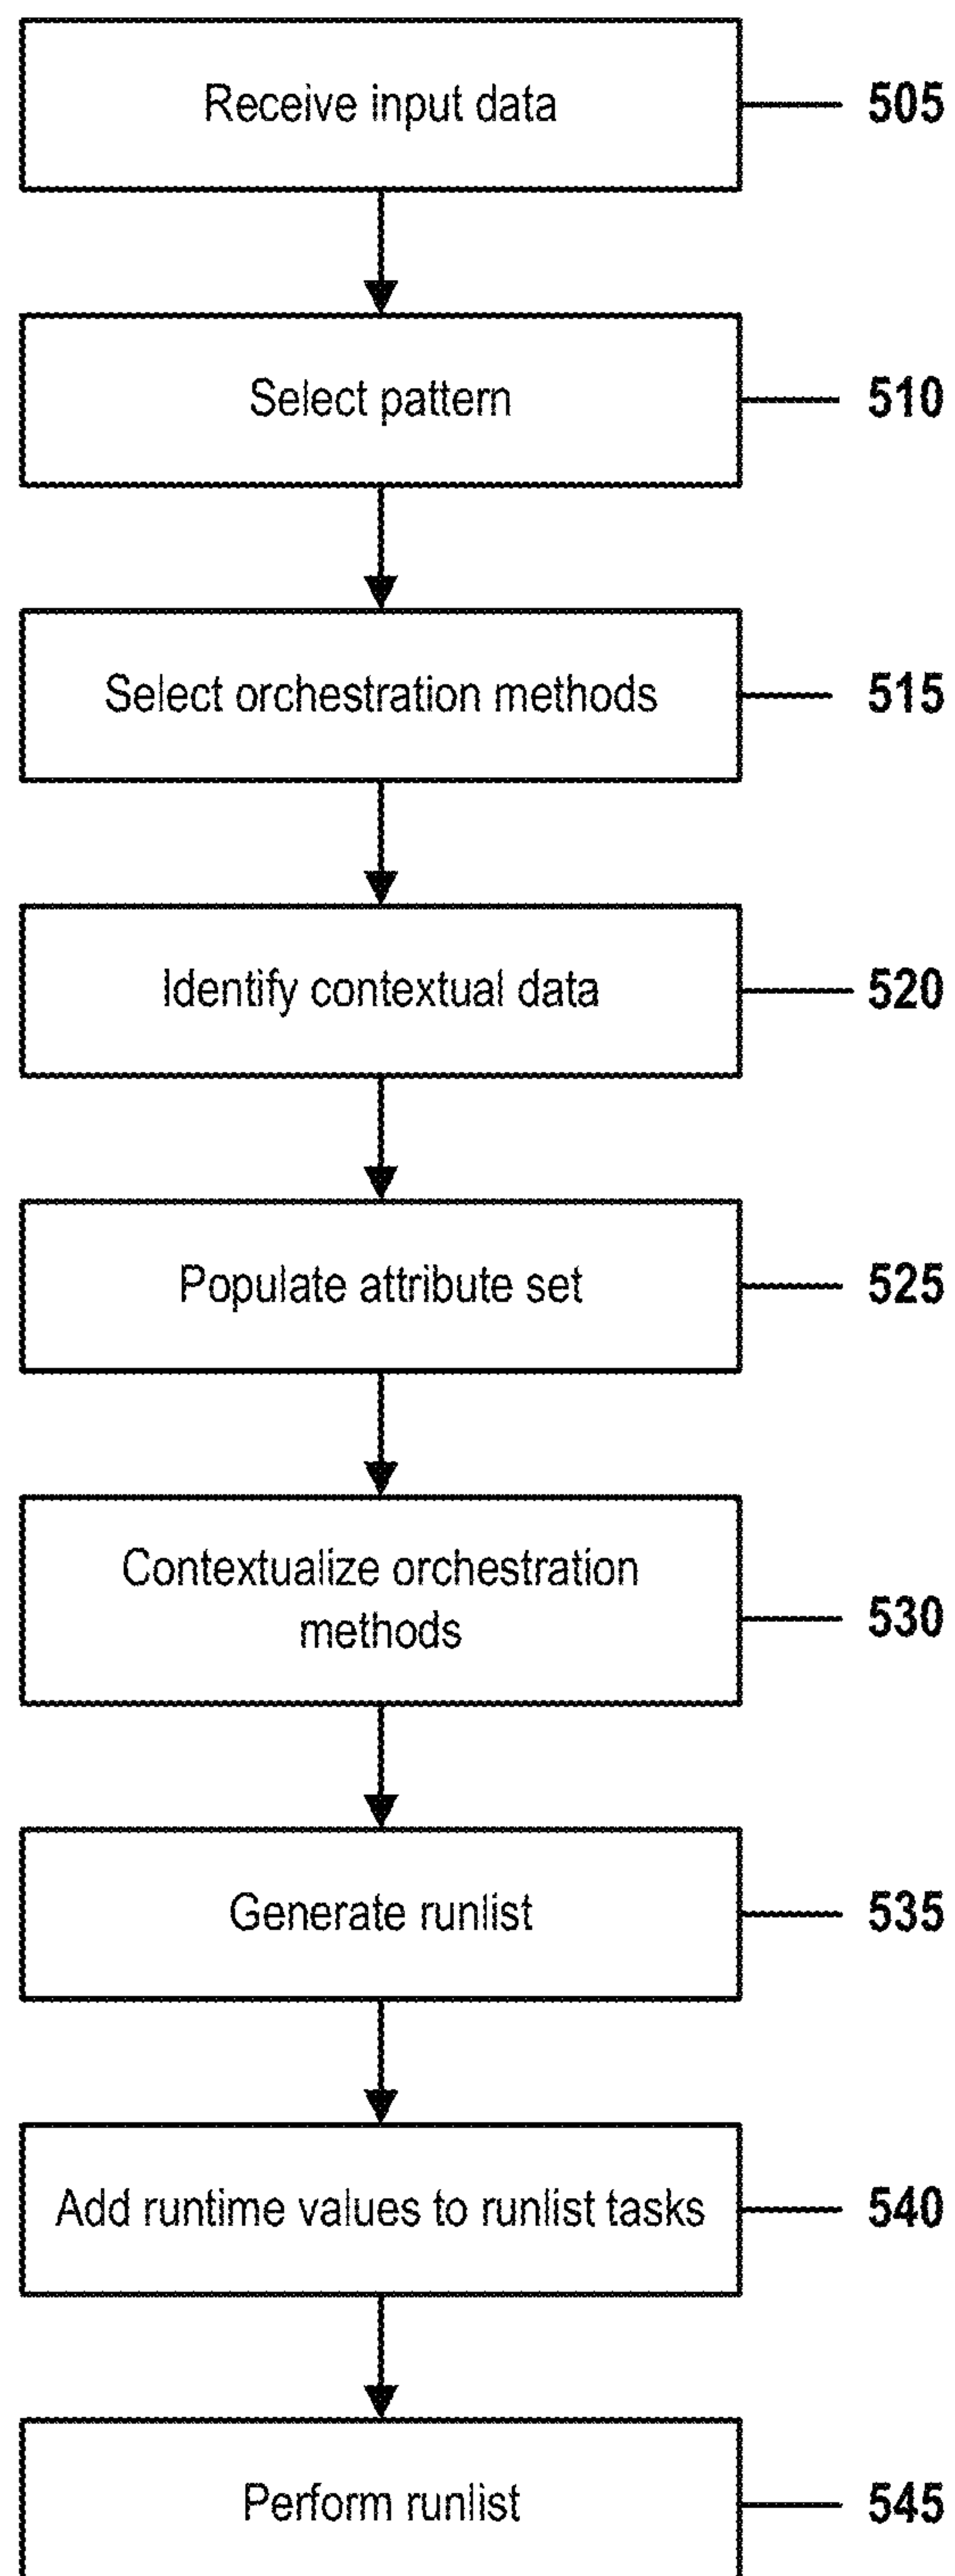 Receive input data
505
Select pattern
510
Select orchestration methods
515
Identify contextual data
520
Populate attribute set
525
Contextualize orchestration
methods
530
Generate runlist
535
Add runtime values to runlist tasks
540
Perform runlist
545